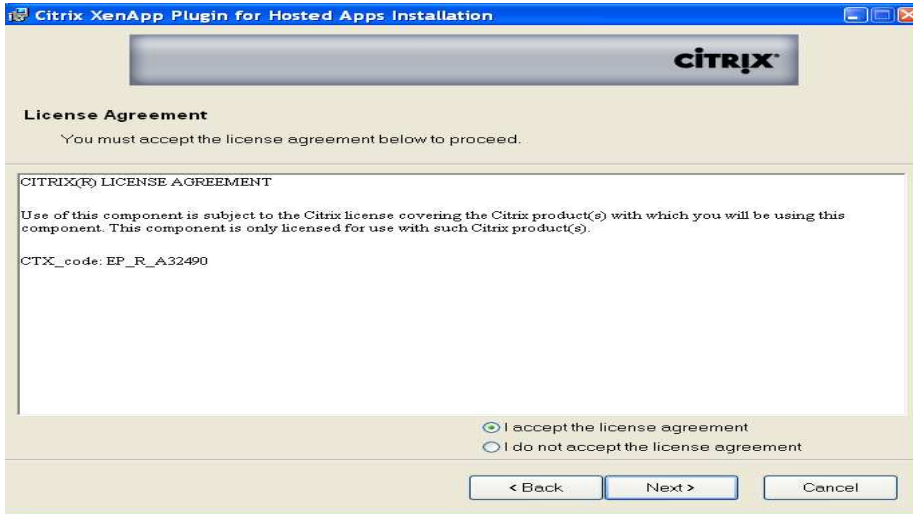 Citrix XenApp Plugin for Hosted Apps Installation
CİTRIX
License Agreement
You must accept the license agreement below to proceed.
CITRIX(R) LICENSE AGREEMENT
Use of this component is subject to the Citrix license covering the Citrix product(s) with which you will be using this
component. This component is only licensed for use with such Citrix product(s).
CTX_code: EP_R_A32490
I accept the license agreement
I do not accept the license agreement
< Back
Next >
Cancel